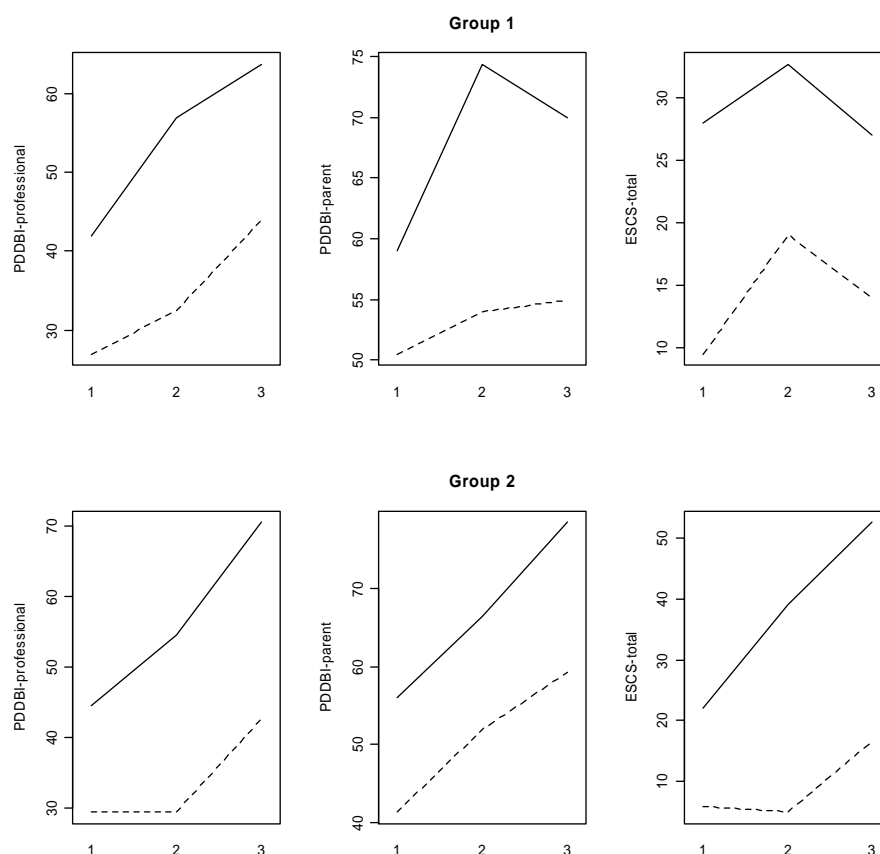 Group 1
PDDBI-professional
30 40 50 60
1 2 3
PDDBI-parent
50 55 60 65 70 75
1 2 3
ESCS-total
10 15 20 25 30
1 2 3
Group 2
PDDBI-professional
30 40 50 60 70
1 2 3
PDDBI-parent
40 50 60 70
1 2 3
ESCS-total
10 20 30 40 50
1 2 3